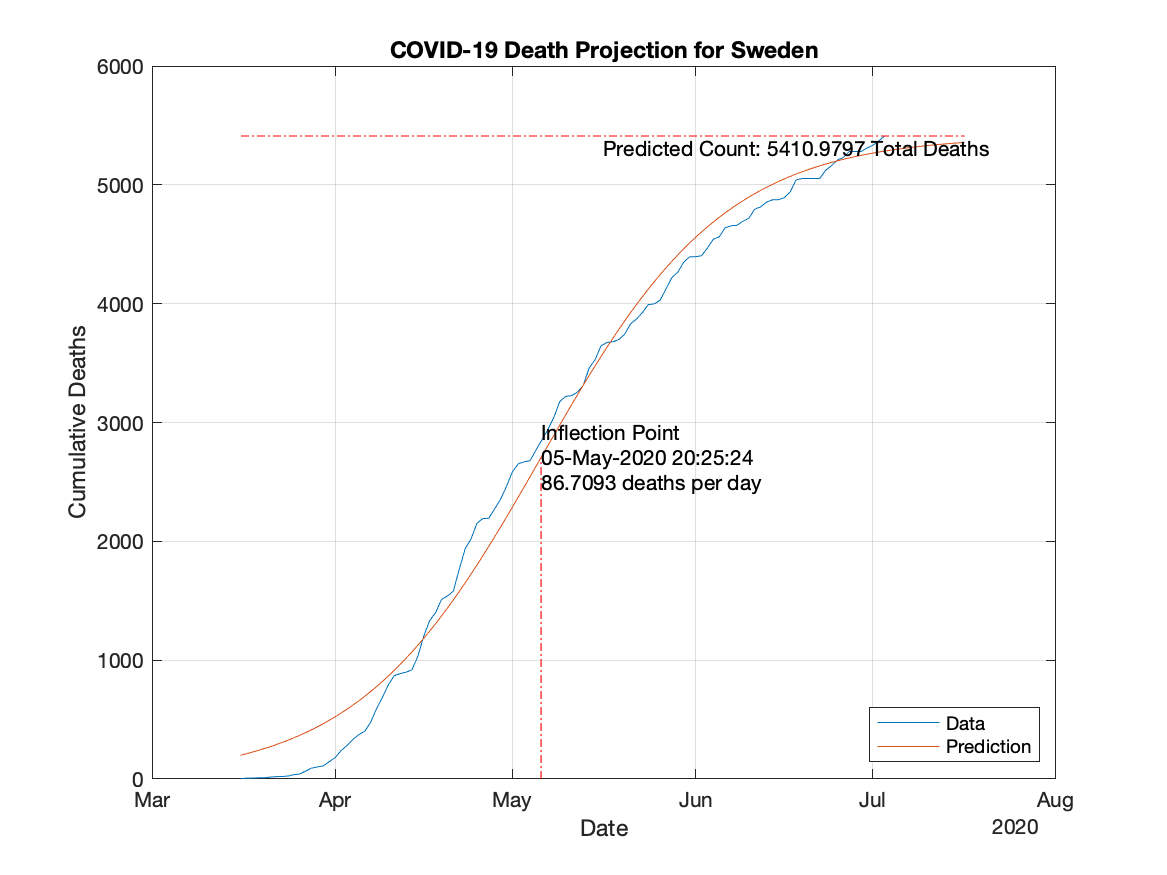 COVID-19 Death Projection for Sweden
6000
5000
4000
3000
2000
1000
0
Cumulative Deaths
Predicted Count: 5410.9797 Total Deaths
Inflection Point
05-May-2020 20:25:24
86.7093 deaths per day
Data
Prediction
Mar Apr May Jun Jul Aug
Date
2020